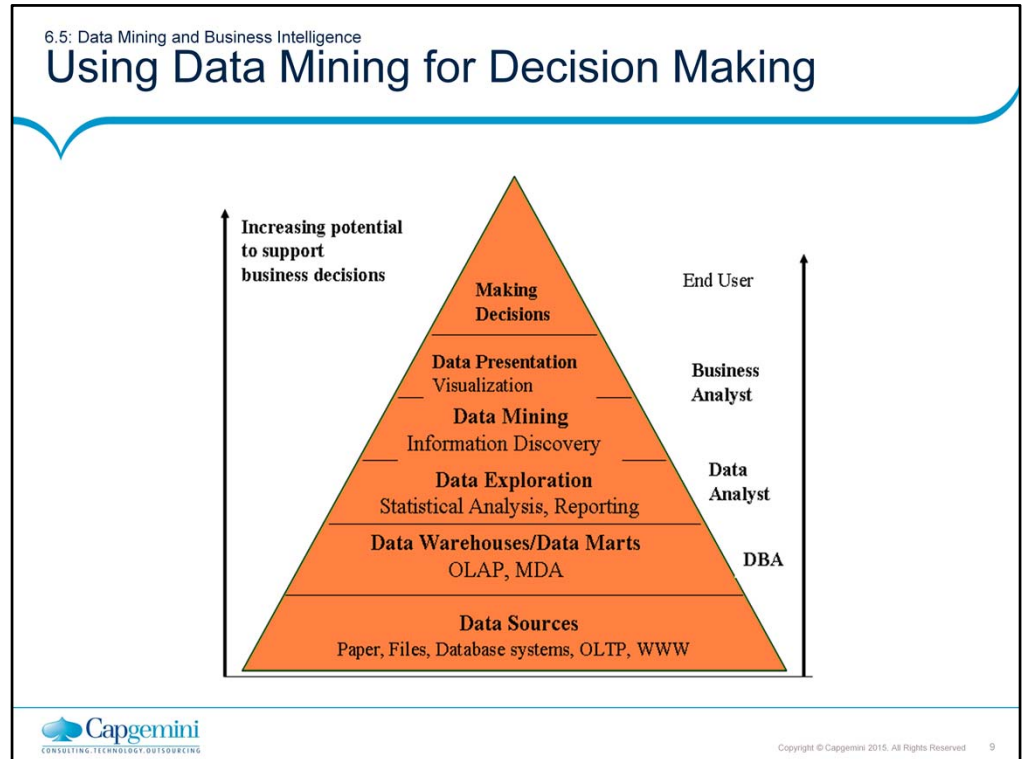 6.5: Data Mining and Business Intelligence
Using Data Mining for Decision Making
Increasing potential
to support
business decisions
Making
Decisions
End User
Data Presentation
Visualization
Business
Analyst
Data Mining
Information Discovery
Data Exploration
Statistical Analysis, Reporting
Data
Analyst
Data Warehouses/Data Marts
OLAP, MDA
DBA
Data Sources
Paper, Files, Database systems, OLTP, WWW
Capgemini
CONSULTING.TECHNOLOGY.OUTSOURCING
Copyright © Capgemini 2015. All Rights Reserved 9